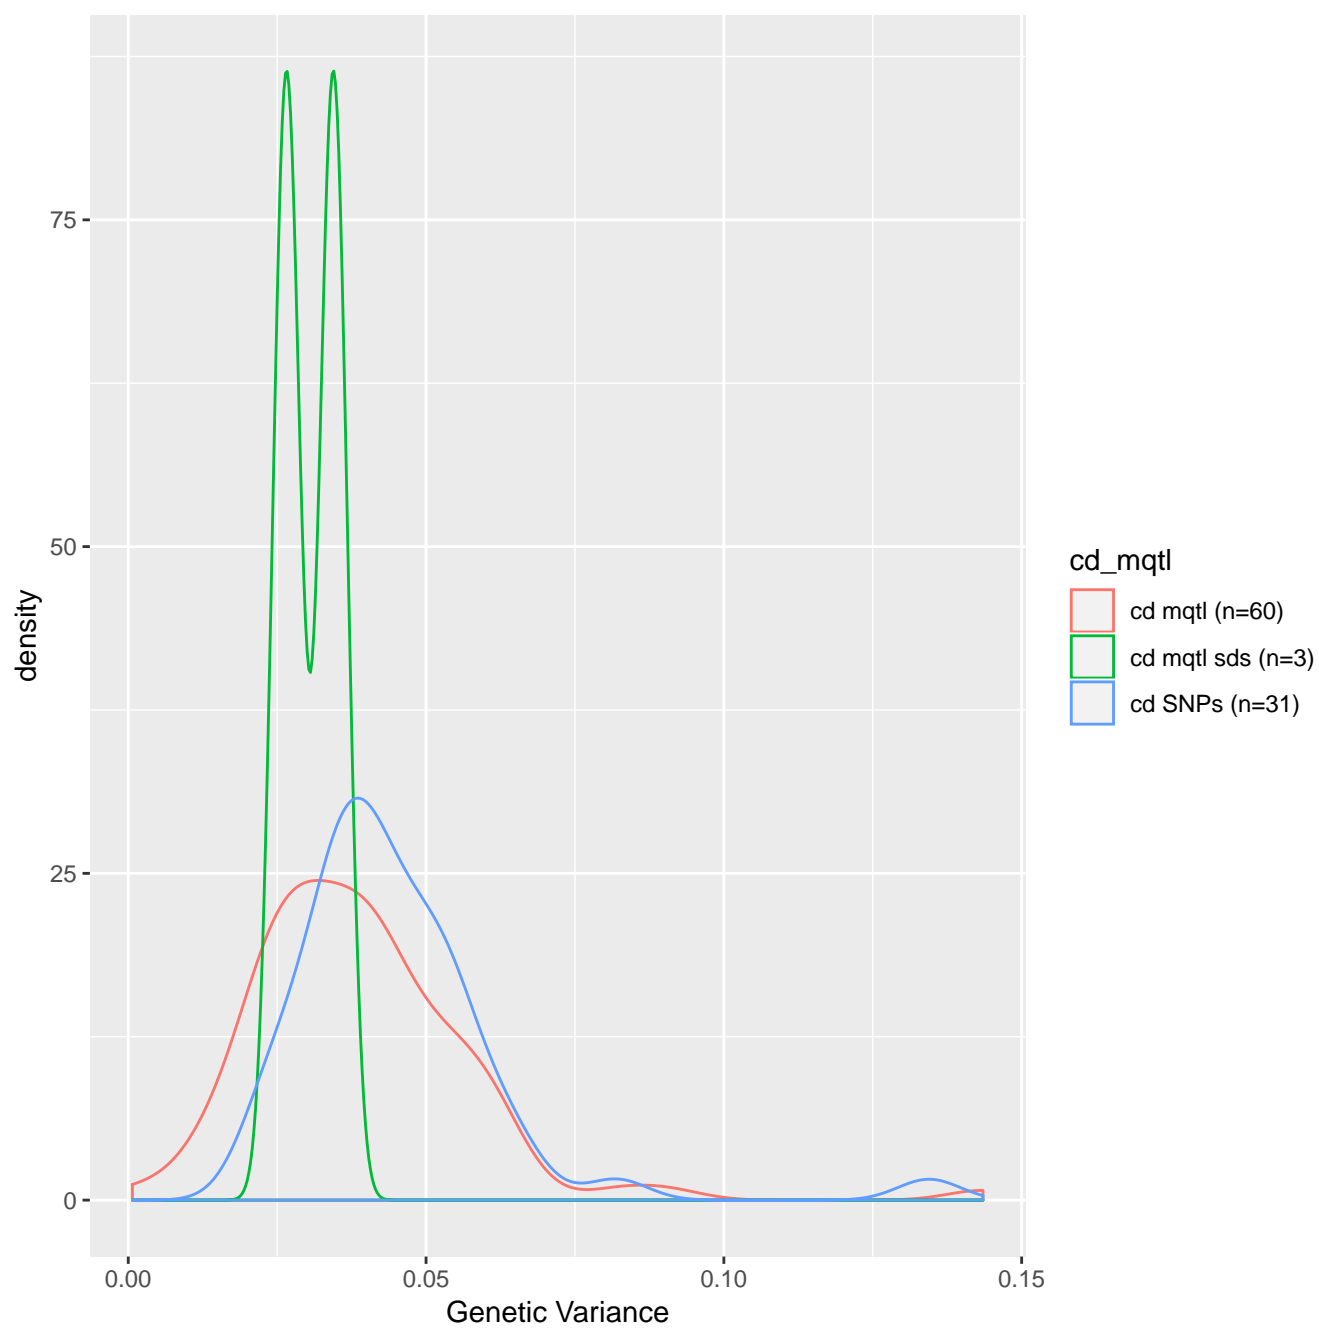 density
75
50
25
0
0.00
0.05
0.10
0.15
Genetic Variance
cd_mqtl
cd mqtl (n=60)
cd mqtl sds (n=3)
cd SNPs (n=31)